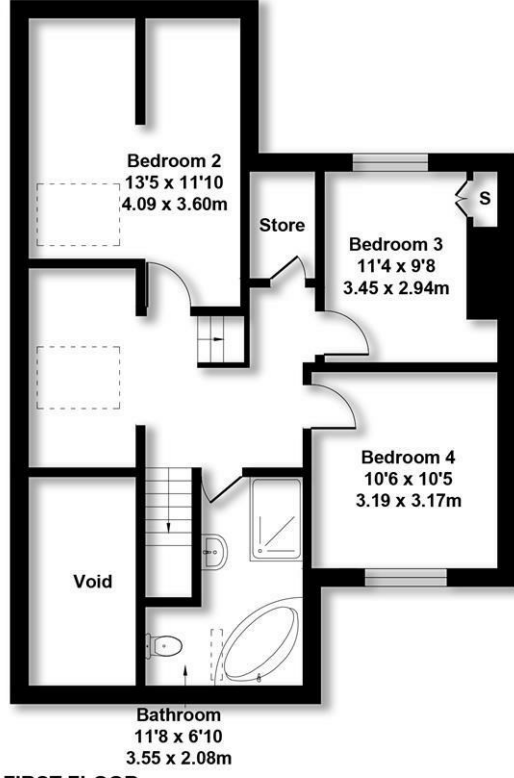 Bedroom 2
13'5 x 11'10
4.09 x 3.60m
Store
S
Bedroom 3
11'4 x 9'8
3.45 x 2.94m
Bedroom 4
10'6 x 10'5
3.19 x 3.17m
Void
Bathroom
11'8 x 6'10
3.55 x 2.08m
FIRST FLOOR